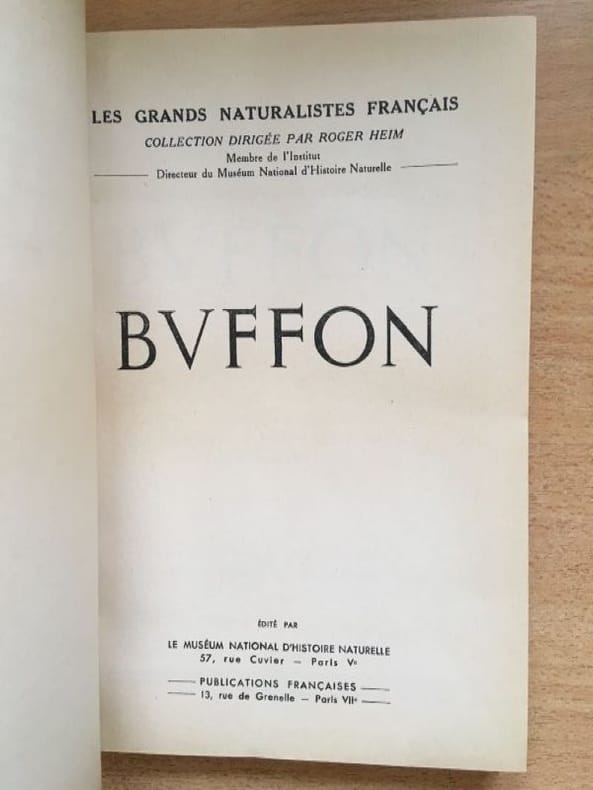 LES GRANDS NATURALISTES FRANÇAIS
COLLECTION DIRIGÉE PAR ROGER HEIM
Membre de l'Institut
Directeur du Muséum National d'Histoire Naturelle
BVFFON
ÉDITÉ PAR
LE MUSÉUM NATIONAL D'HISTOIRE NATURELLE
57, rue Cuvier — Paris Vᵉ
PUBLICATIONS FRANÇAISES
13, rue de Grenelle — Paris VIIᵉ